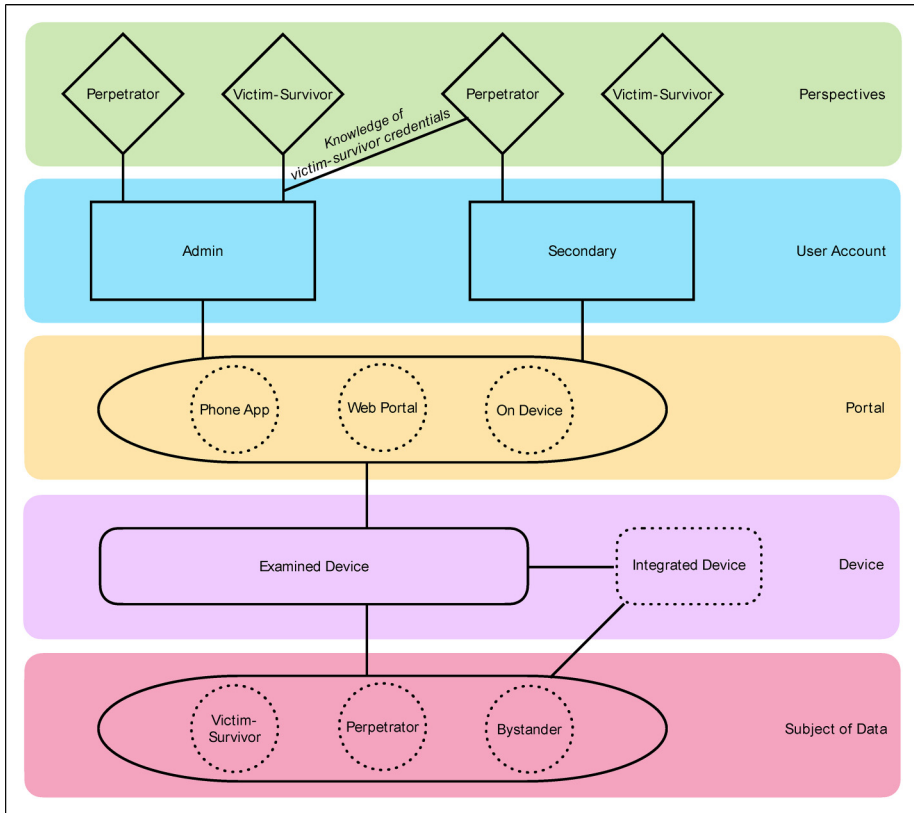 Perpetrator
Victim-Survivor
Perpetrator
Victim-Survivor
Perspectives
Knowledge of
victim-survivor credentials
Admin
Secondary
User Account
Phone App
Web Portal
On Device
Portal
Examined Device
Integrated Device
Device
Victim-
Survivor
Perpetrator
Bystander
Subject of Data